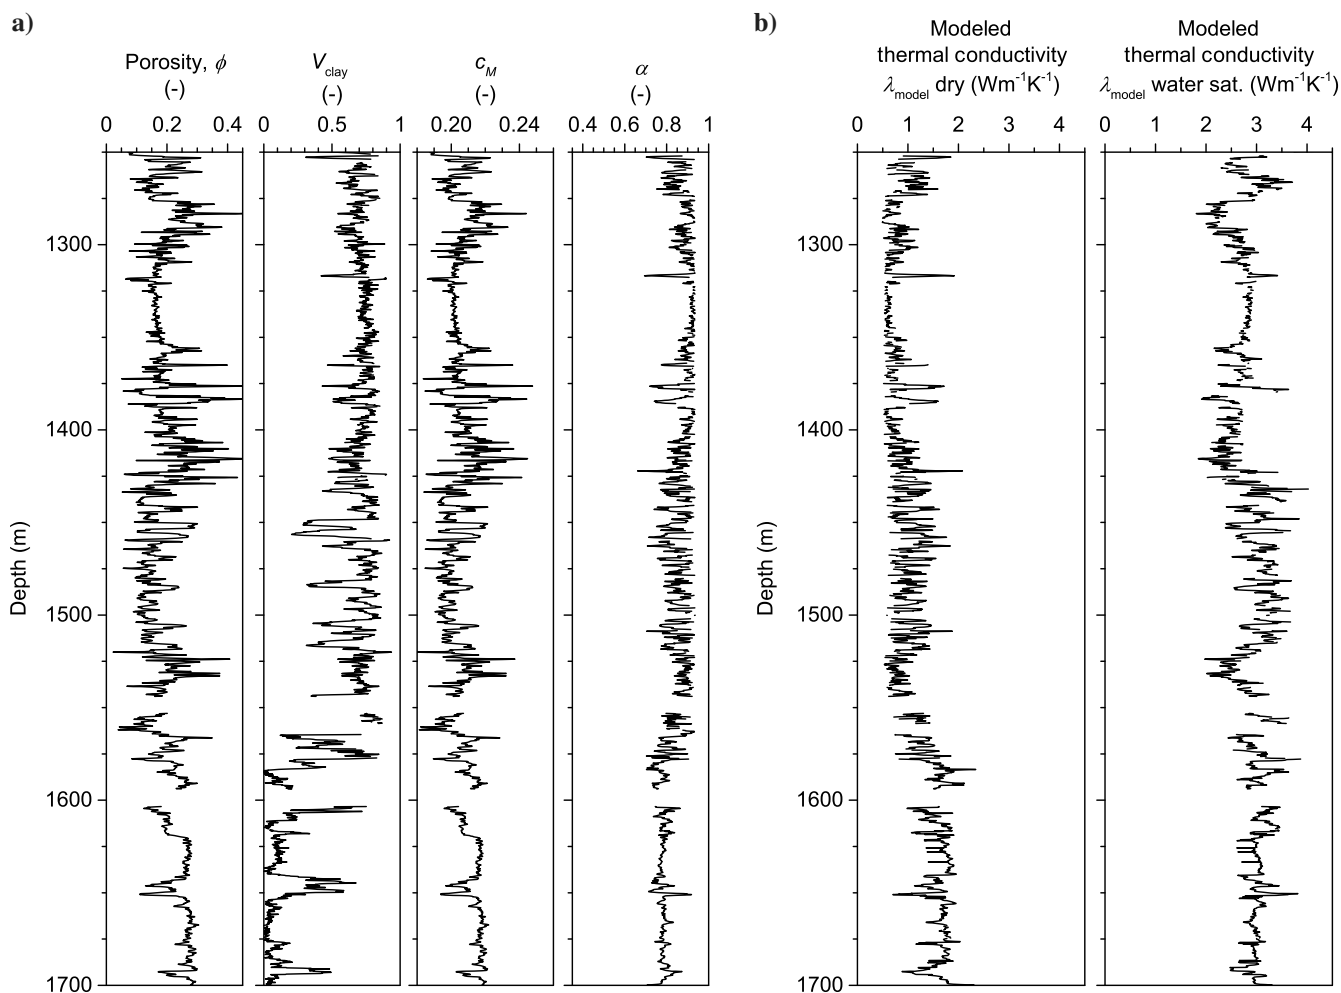 a)
Porosity, ϕ
(-)
V_clay
(-)
c_M
(-)
α
(-)
0 0.2 0.4
0 0.5 1
0.20 0.24
0.4 0.6 0.8 1
1300
1400
1500
1600
1700
Depth (m)
b)
Modeled
thermal conductivity
λ_model dry (Wm⁻¹K⁻¹)
Modeled
thermal conductivity
λ_model water sat. (Wm⁻¹K⁻¹)
0 1 2 3 4
0 1 2 3 4
1300
1400
1500
1600
1700
Depth (m)